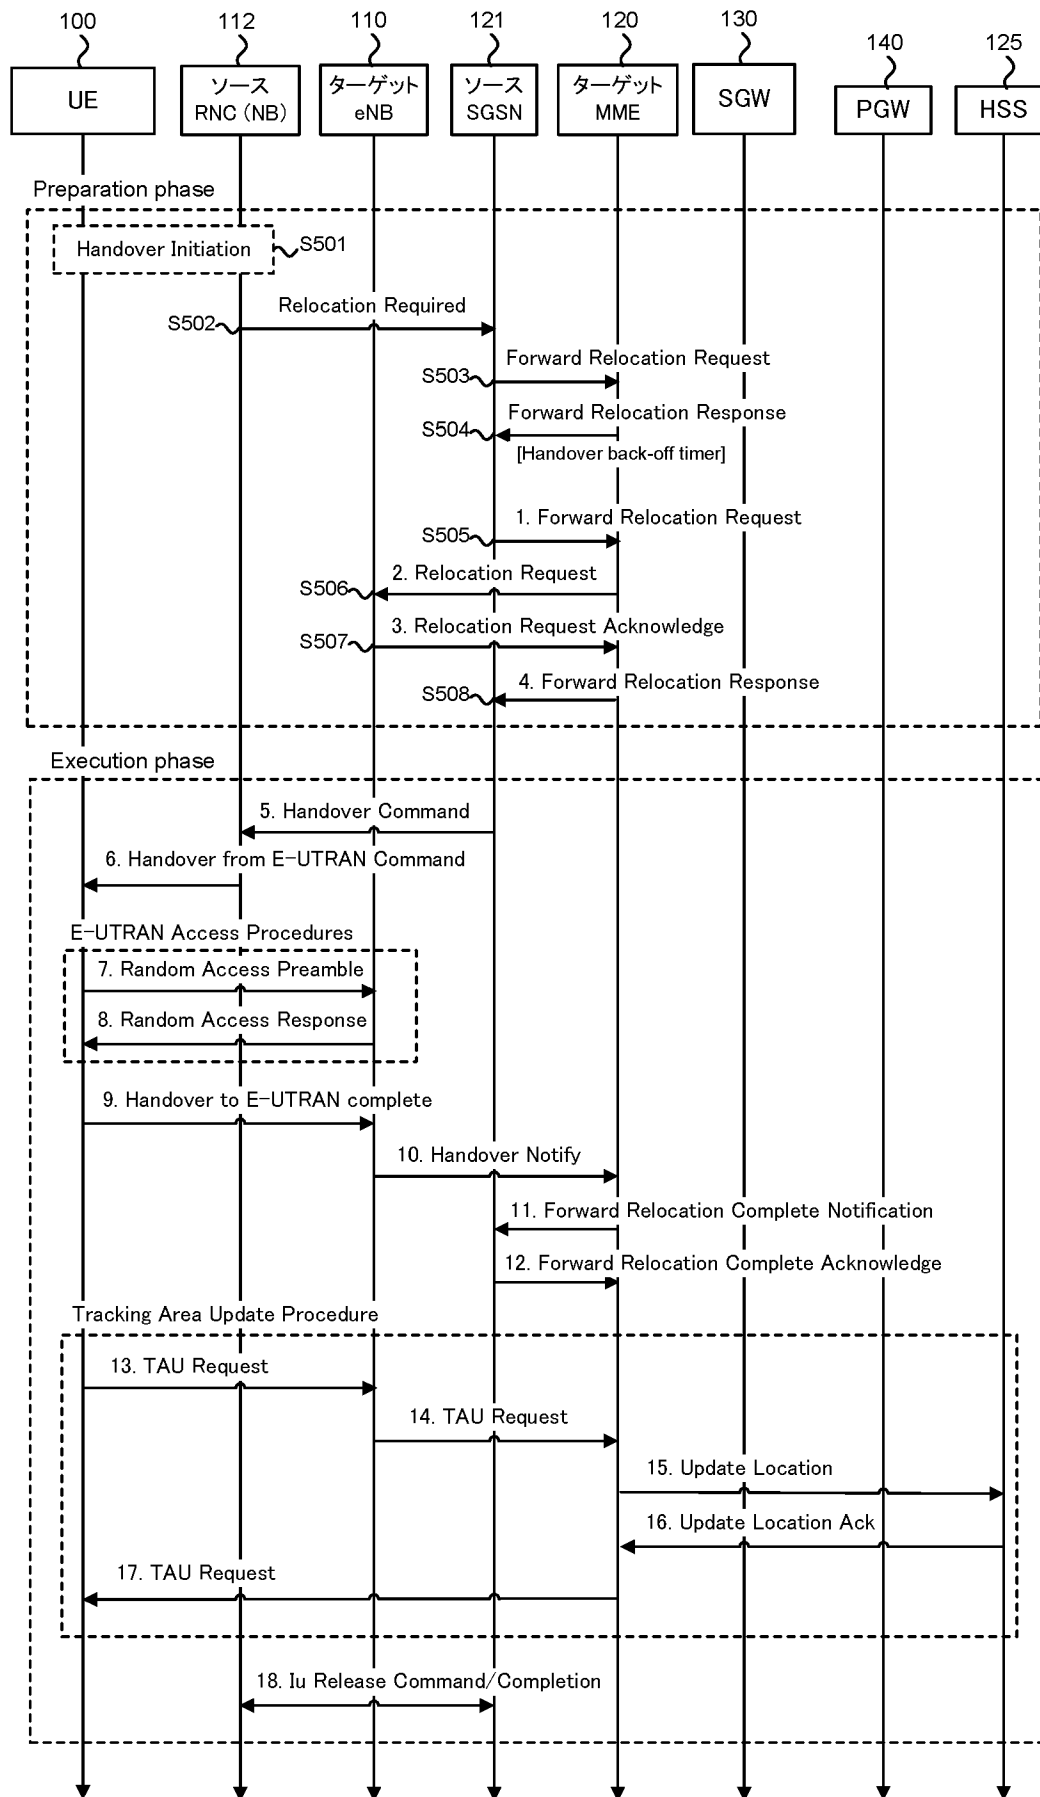 100
112
110
121
120
130
140
125
UE
ソース
RNC (NB)
ターゲット
eNB
ソース
SGSN
ターゲット
MME
SGW
PGW
HSS
Preparation phase
Handover Initiation
S501
Relocation Required
S502
Forward Relocation Request
S503
Forward Relocation Response
S504
[Handover back-off timer]
1. Forward Relocation Request
S505
2. Relocation Request
S506
3. Relocation Request Acknowledge
S507
4. Forward Relocation Response
S508
Execution phase
5. Handover Command
6. Handover from E-UTRAN Command
E-UTRAN Access Procedures
7. Random Access Preamble
8. Random Access Response
9. Handover to E-UTRAN complete
10. Handover Notify
11. Forward Relocation Complete Notification
12. Forward Relocation Complete Acknowledge
Tracking Area Update Procedure
13. TAU Request
14. TAU Request
15. Update Location
16. Update Location Ack
17. TAU Request
18. Iu Release Command/Completion